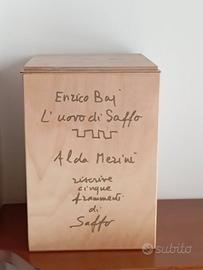 Enrico Baj
L'uovo di Saffo
Alda Merini
riscrive
cinque
frammenti
di
Saffo
subito